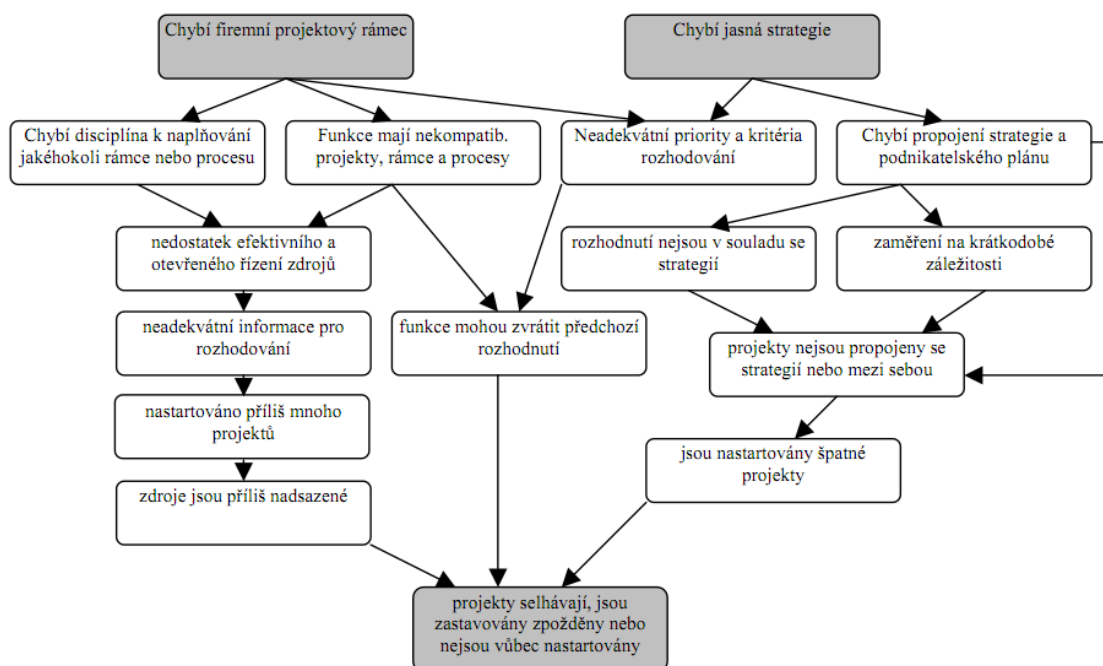 Chybí firemní projektový rámec
Chybí jasná strategie
Chybí disciplína k naplňování
jakéhokoli rámce nebo procesu
Funkce mají nekompatib.
projekty, rámce a procesy
Neadekvátní priority a kritéria
rozhodování
Chybí propojení strategie a
podnikatelského plánu
nedostatek efektivního a
otevřeného řízení zdrojů
rozhodnutí nejsou v souladu se
strategií
zaměření na krátkodobé
záležitosti
neadekvátní informace pro
rozhodování
funkce mohou zvrátit předchozí
rozhodnutí
projekty nejsou propojeny se
strategií nebo mezi sebou
nastartováno příliš mnoho
projektů
jsou nastartovány špatné
projekty
zdroje jsou příliš nadsazené
projekty selhávají, jsou
zastavovány zpožděny nebo
nejsou vůbec nastartovány